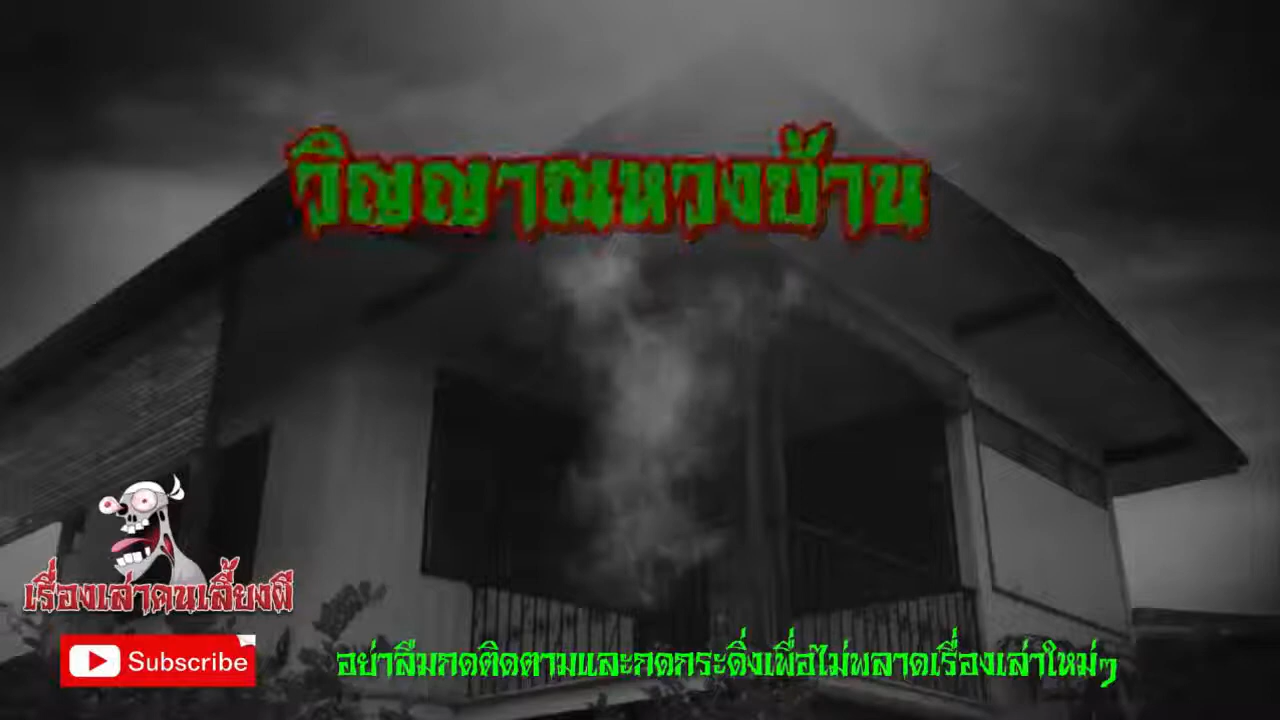 วิญญาณหวงบ้าน
เรื่องเล่าคนเลี้ยงผี
Subscribe
อย่าลืมกดติดตามและกดกระดิ่งเพื่อไม่พลาดเรื่องเล่าใหม่ๆ